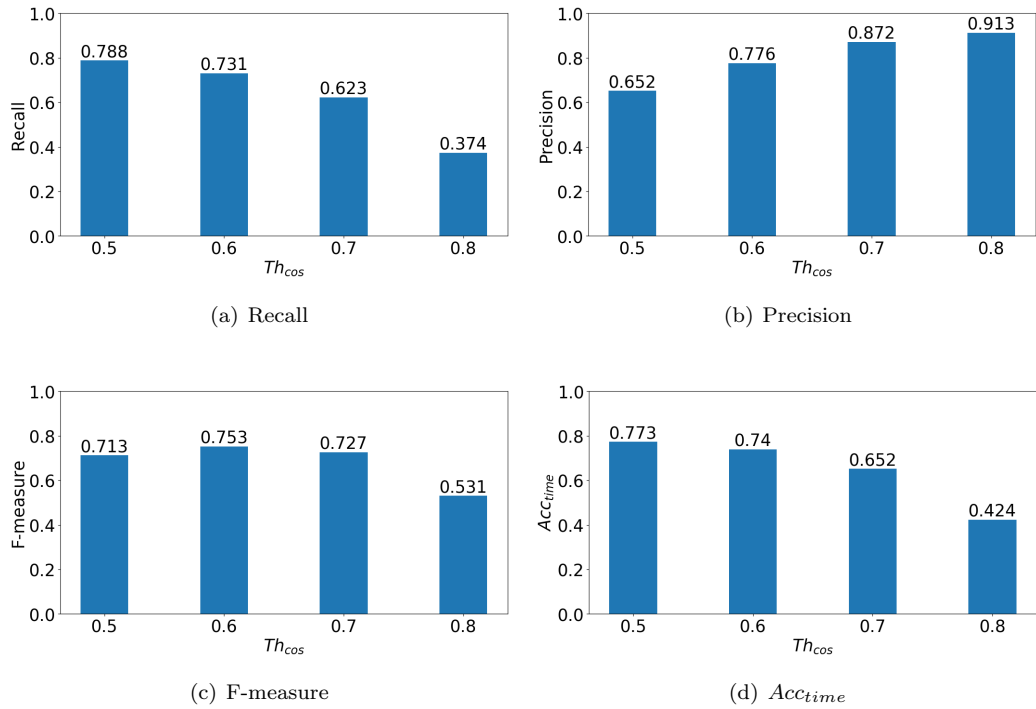 1.0
0.8
0.6
0.4
0.2
0.0
Recall
0.788
0.731
0.623
0.374
0.5 0.6 0.7 0.8
Th_cos
(a) Recall
1.0
0.8
0.6
0.4
0.2
0.0
Precision
0.652
0.776
0.872
0.913
0.5 0.6 0.7 0.8
Th_cos
(b) Precision
1.0
0.8
0.6
0.4
0.2
0.0
F-measure
0.713
0.753
0.727
0.531
0.5 0.6 0.7 0.8
Th_cos
(c) F-measure
1.0
0.8
0.6
0.4
0.2
0.0
Acc_time
0.773
0.74
0.652
0.424
0.5 0.6 0.7 0.8
Th_cos
(d) Acc_time